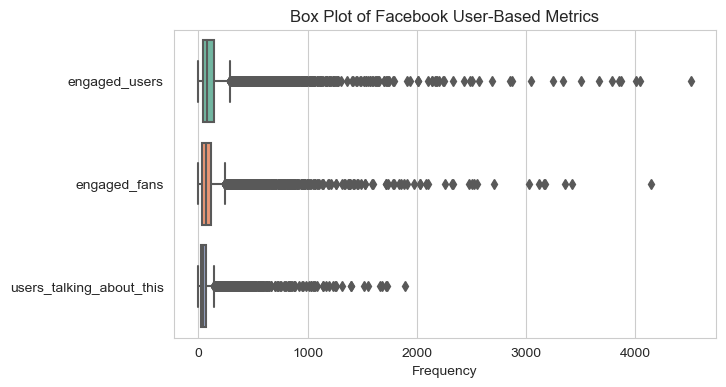 Box Plot of Facebook User-Based Metrics
engaged_users
engaged_fans
users_talking_about_this
0 1000 2000 3000 4000
Frequency